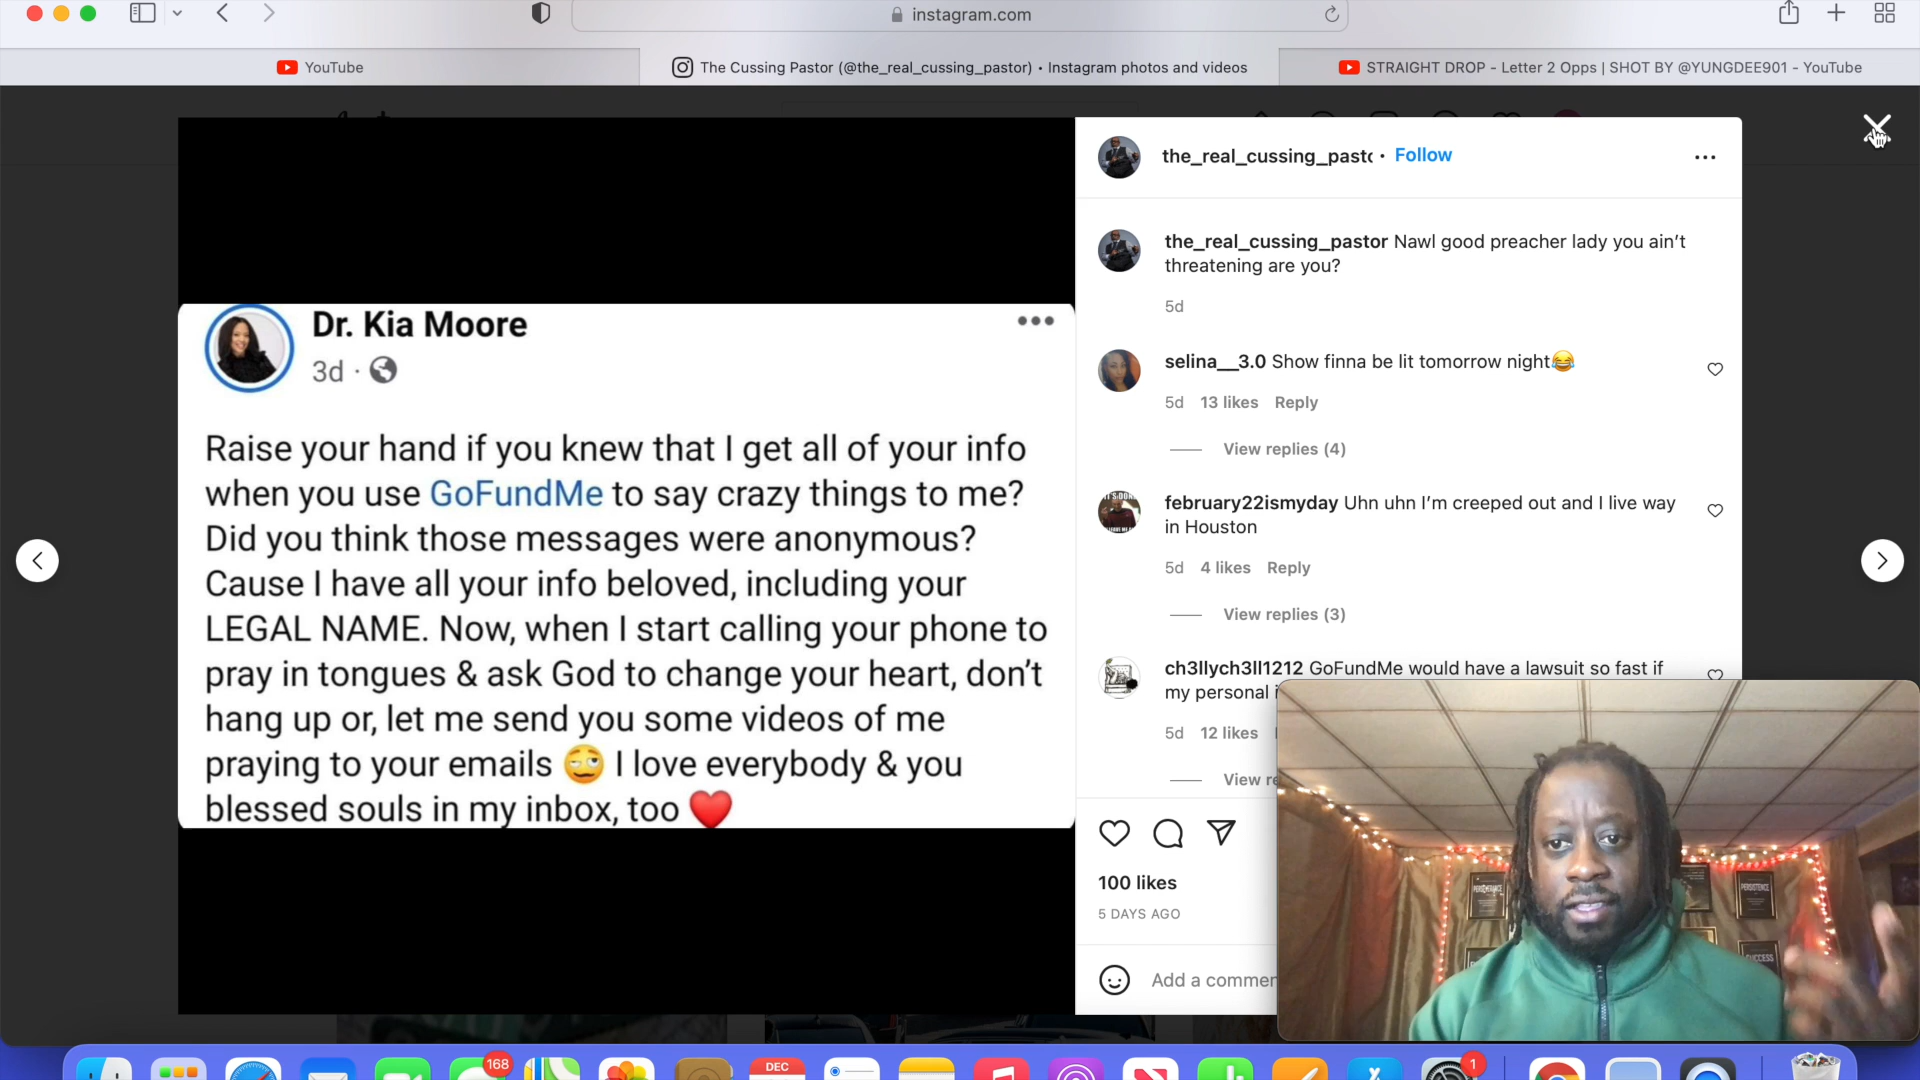 instagram.com
YouTube
The Cussing Pastor (@the_real_cussing_pastor) • Instagram photos and videos
STRAIGHT DROP - Letter 2 Opps | SHOT BY @YUNGDEE901 - YouTube
Dr. Kia Moore
3d ·
Raise your hand if you knew that I get all of your info
when you use GoFundMe to say crazy things to me?
Did you think those messages were anonymous?
Cause I have all your info beloved, including your
LEGAL NAME. Now, when I start calling your phone to
pray in tongues & ask God to change your heart, don’t
hang up or, let me send you some videos of me
praying to your emails 🥴 I love everybody & you
blessed souls in my inbox, too ❤️
the_real_cussing_pastc • Follow
the_real_cussing_pastor Nawl good preacher lady you ain’t
threatening are you?
5d
selina__3.0 Show finna be lit tomorrow night😂
5d 13 likes Reply
View replies (4)
february22ismyday Uhn uhn I’m creeped out and I live way
in Houston
5d 4 likes Reply
View replies (3)
ch3llych3ll1212 GoFundMe would have a lawsuit so fast if
my personal
5d 12 likes
View
100 likes
5 DAYS AGO
Add a commen
PERSEVERANCE
PERSISTENCE
SUCCESS
168
DEC
1